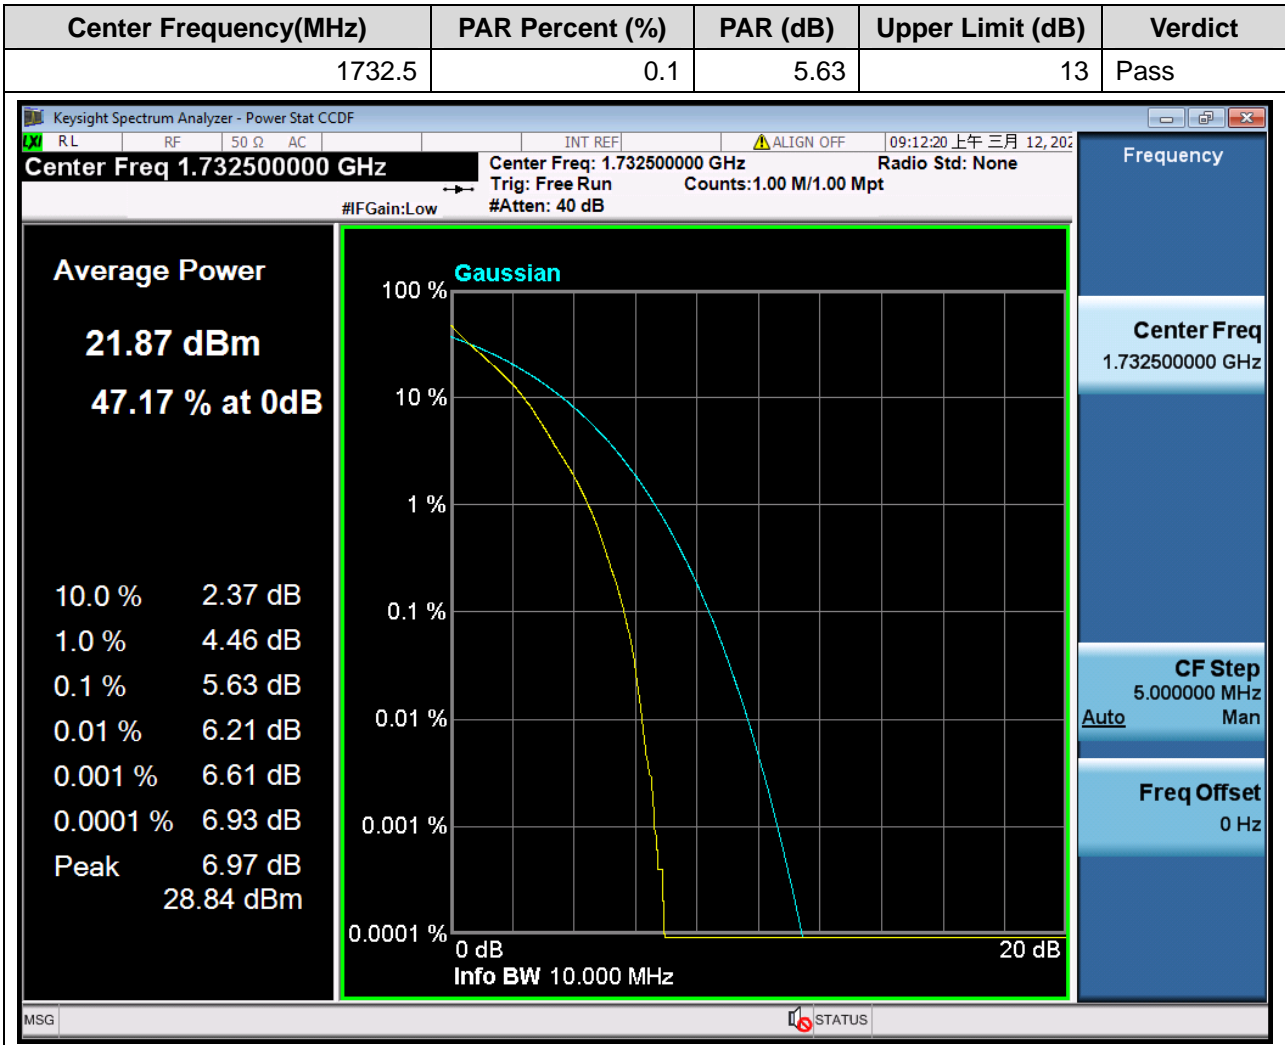 Center Frequency(MHz) PAR Percent (%) PAR (dB) Upper Limit (dB) Verdict
1732.5 0.1 5.63 13 Pass
Keysight Spectrum Analyzer - Power Stat CCDF
LXI RL RF 50 Ω AC INT REF ALIGN OFF 09:12:20 上午 三月 12, 202
Center Freq 1.732500000 GHz
Center Freq: 1.732500000 GHz Radio Std: None
Trig: Free Run Counts:1.00 M/1.00 Mpt
#IFGain:Low #Atten: 40 dB
Average Power
21.87 dBm
47.17 % at 0dB
10.0 % 2.37 dB
1.0 % 4.46 dB
0.1 % 5.63 dB
0.01 % 6.21 dB
0.001 % 6.61 dB
0.0001 % 6.93 dB
Peak 6.97 dB
28.84 dBm
Gaussian
100 %
10 %
1 %
0.1 %
0.01 %
0.001 %
0.0001 %
0 dB 20 dB
Info BW 10.000 MHz
Frequency
Center Freq
1.732500000 GHz
CF Step
5.000000 MHz
Auto Man
Freq Offset
0 Hz
MSG STATUS